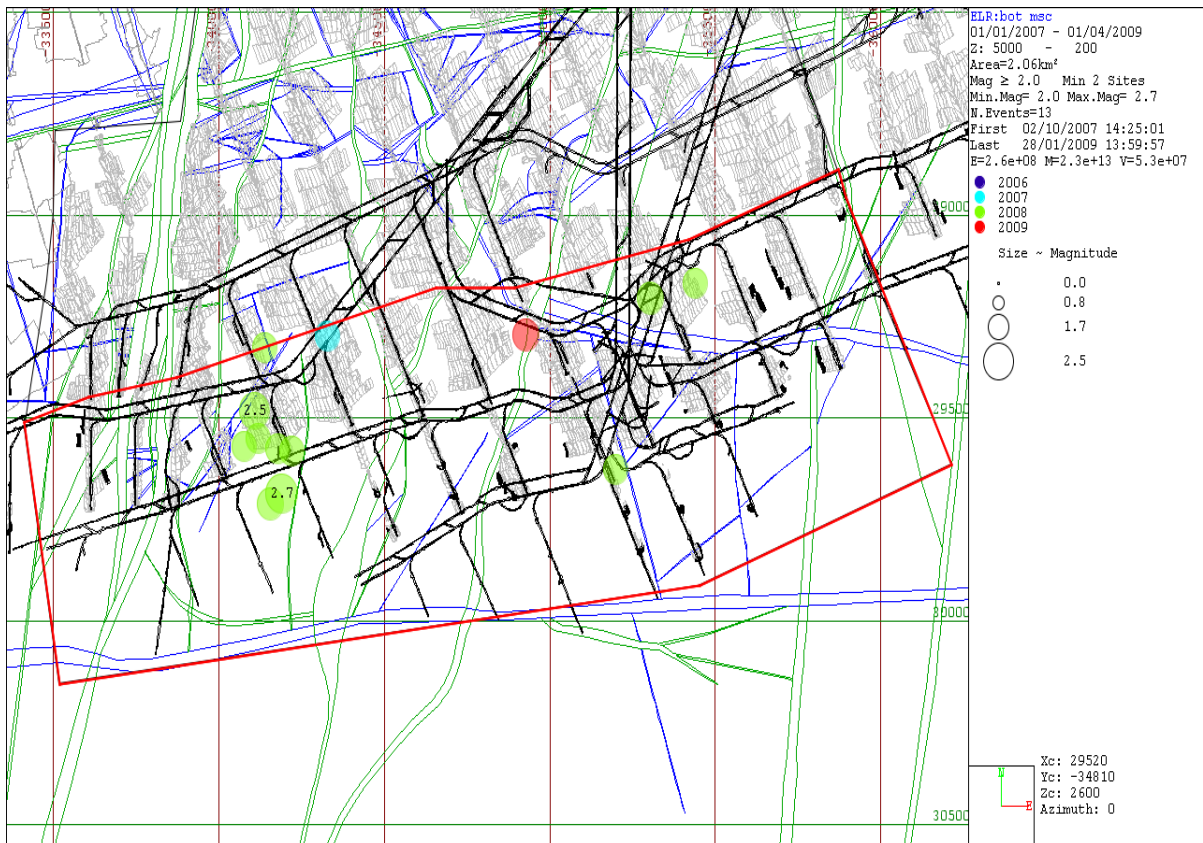 -33500
-34000
-34500
ELR:bot msc
01/01/2007 - 01/04/2009
Z: 5000 - 200
Area=2.06km²
Mag ≥ 2.0 Min 2 Sites
Min.Mag= 2.0 Max.Mag= 2.7
N.Events=13
First 02/10/2007 14:25:01
Last 28/01/2009 13:59:57
E=2.6e+08 M=2.3e+13 V=5.3e+07
2006
2007
2008
2009
Size ~ Magnitude
0.0
0.8
1.7
2.5
29000
2.5
29500
2.7
30000
30500
N
E
Xc: 29520
Yc: -34810
Zc: 2600
Azimuth: 0